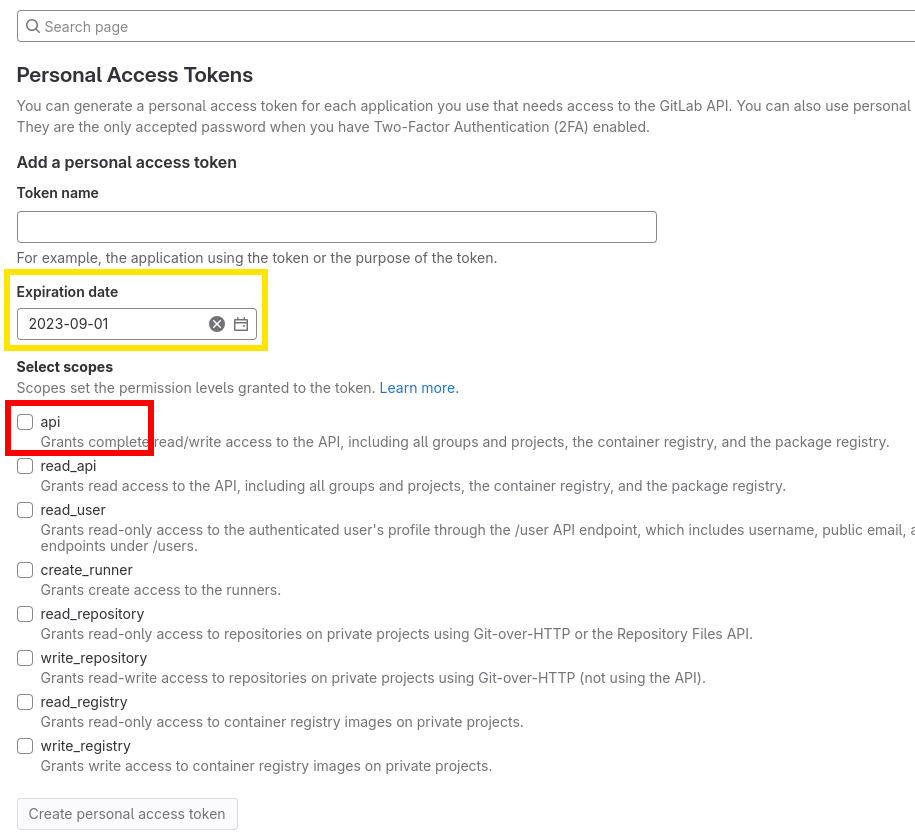 Search page
Personal Access Tokens
You can generate a personal access token for each application you use that needs access to the GitLab API. You can also use personal
They are the only accepted password when you have Two-Factor Authentication (2FA) enabled.
Add a personal access token
Token name
For example, the application using the token or the purpose of the token.
Expiration date
2023-09-01
Select scopes
Scopes set the permission levels granted to the token. Learn more.
api
Grants complete read/write access to the API, including all groups and projects, the container registry, and the package registry.
read_api
Grants read access to the API, including all groups and projects, the container registry, and the package registry.
read_user
Grants read-only access to the authenticated user's profile through the /user API endpoint, which includes username, public email,
endpoints under /users.
create_runner
Grants create access to the runners.
read_repository
Grants read-only access to repositories on private projects using Git-over-HTTP or the Repository Files API.
write_repository
Grants read-write access to repositories on private projects using Git-over-HTTP (not using the API).
read_registry
Grants read-only access to container registry images on private projects.
write_registry
Grants write access to container registry images on private projects.
Create personal access token